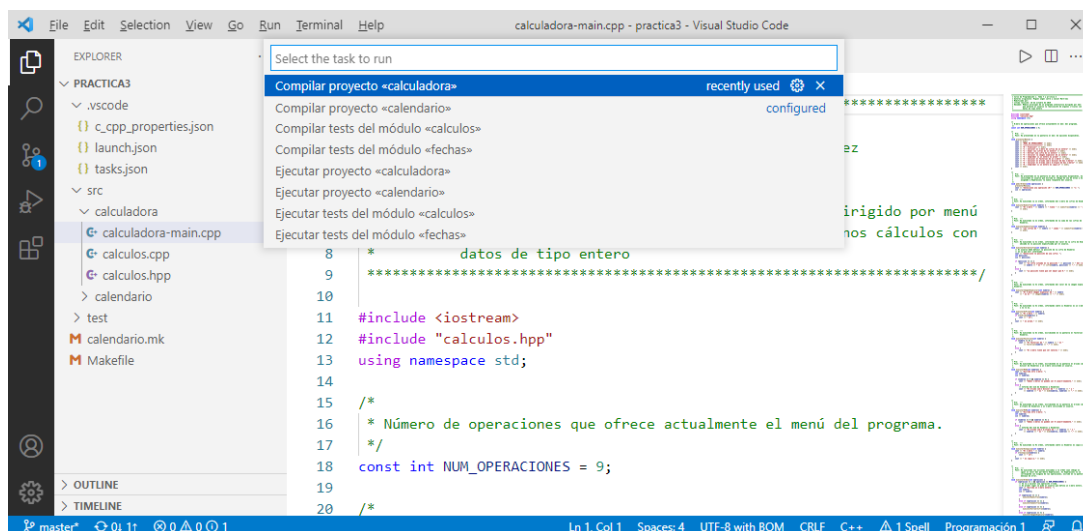 File Edit Selection View Go Run Terminal Help calculadora-main.cpp - practica3 - Visual Studio Code
EXPLORER
Select the task to run
PRACTICA3
Compilar proyecto «calculadora» recently used
.vscode
Compilar proyecto «calendario» configured
*****************
{} c_cpp_properties.json
Compilar tests del módulo «calculos»
{} launch.json
Compilar tests del módulo «fechas»
ez
{} tasks.json
Ejecutar proyecto «calculadora»
1
src
Ejecutar proyecto «calendario»
calculadora
Ejecutar tests del módulo «calculos»
irigido por menú
calculadora-main.cpp
Ejecutar tests del módulo «fechas»
nos cálculos con
calculos.cpp
8 * datos de tipo entero
calculos.hpp
9 *************************************************************************/
calendario
10
test
11 #include <iostream>
M calendario.mk
12 #include "calculos.hpp"
M Makefile
13 using namespace std;
14
15 /*
16 * Número de operaciones que ofrece actualmente el menú del programa.
17 */
18 const int NUM_OPERACIONES = 9;
OUTLINE
19
TIMELINE
20 /*
master* 0↓ 1↑ 0 0 1 Ln 1, Col 1 Spaces: 4 UTF-8 with BOM CRLF C++ 1 Spell Programación 1